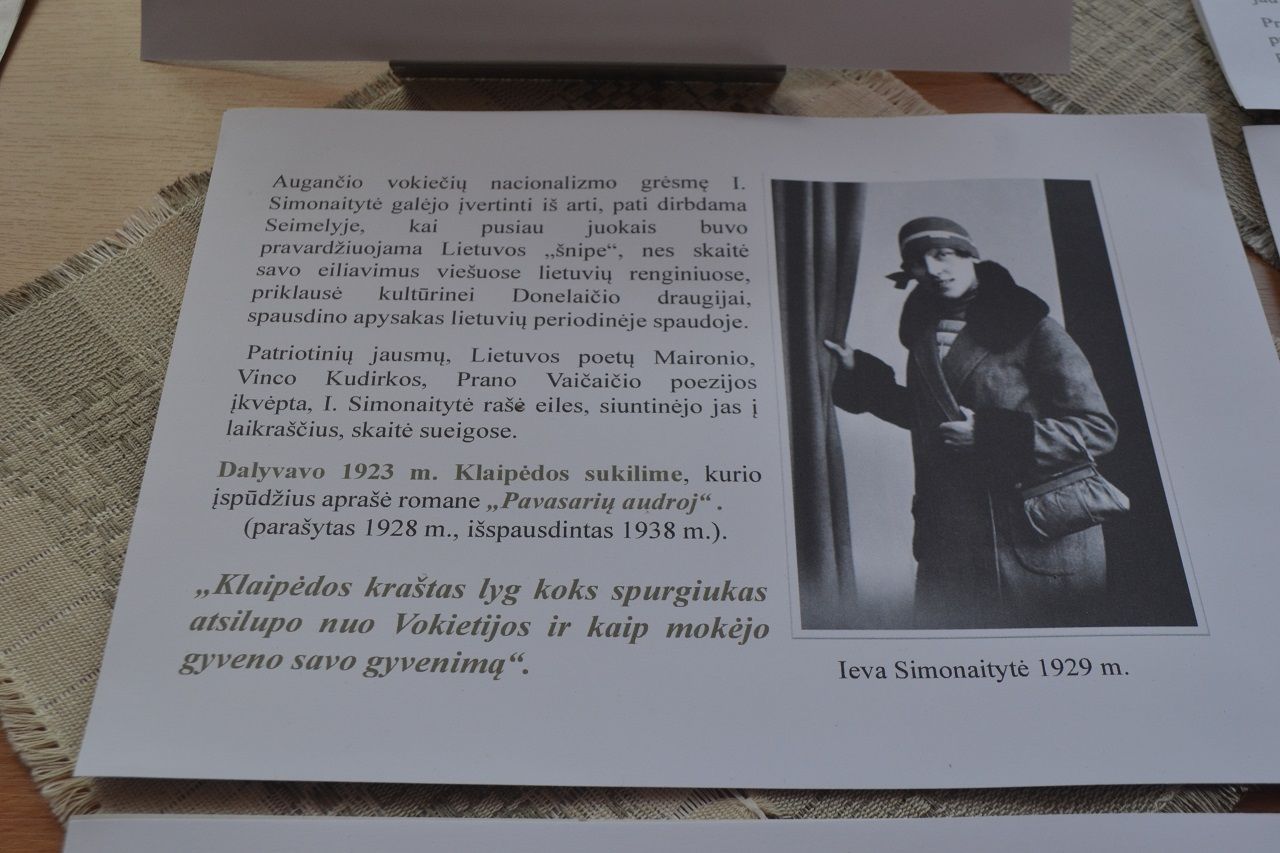 Augančio vokiečių nacionalizmo grėsmę I.
Simonaitytė galėjo įvertinti iš arti, pati dirbdama
Seimelyje, kai pusiau juokais buvo
pravardžiuojama Lietuvos „šnipe“, nes skaitė
savo eiliavimus viešuose lietuvių renginiuose,
priklausė kultūrinei Donelaičio draugijai,
spausdino apysakas lietuvių periodinėje spaudoje.
Patriotinių jausmų, Lietuvos poetų Maironio,
Vinco Kudirkos, Prano Vaičaičio poezijos
įkvėpta, I. Simonaitytė rašė eiles, siuntinėjo jas į
laikraščius, skaitė sueigose.
Dalyvavo 1923 m. Klaipėdos sukilime, kurio
įspūdžius aprašė romane „Pavasarių audroj“ .
(parašytas 1928 m., išspausdintas 1938 m.).
„Klaipėdos kraštas lyg koks spurgiukas
atsilupo nuo Vokietijos ir kaip mokėjo
gyveno savo gyvenimą“.
Ieva Simonaitytė 1929 m.